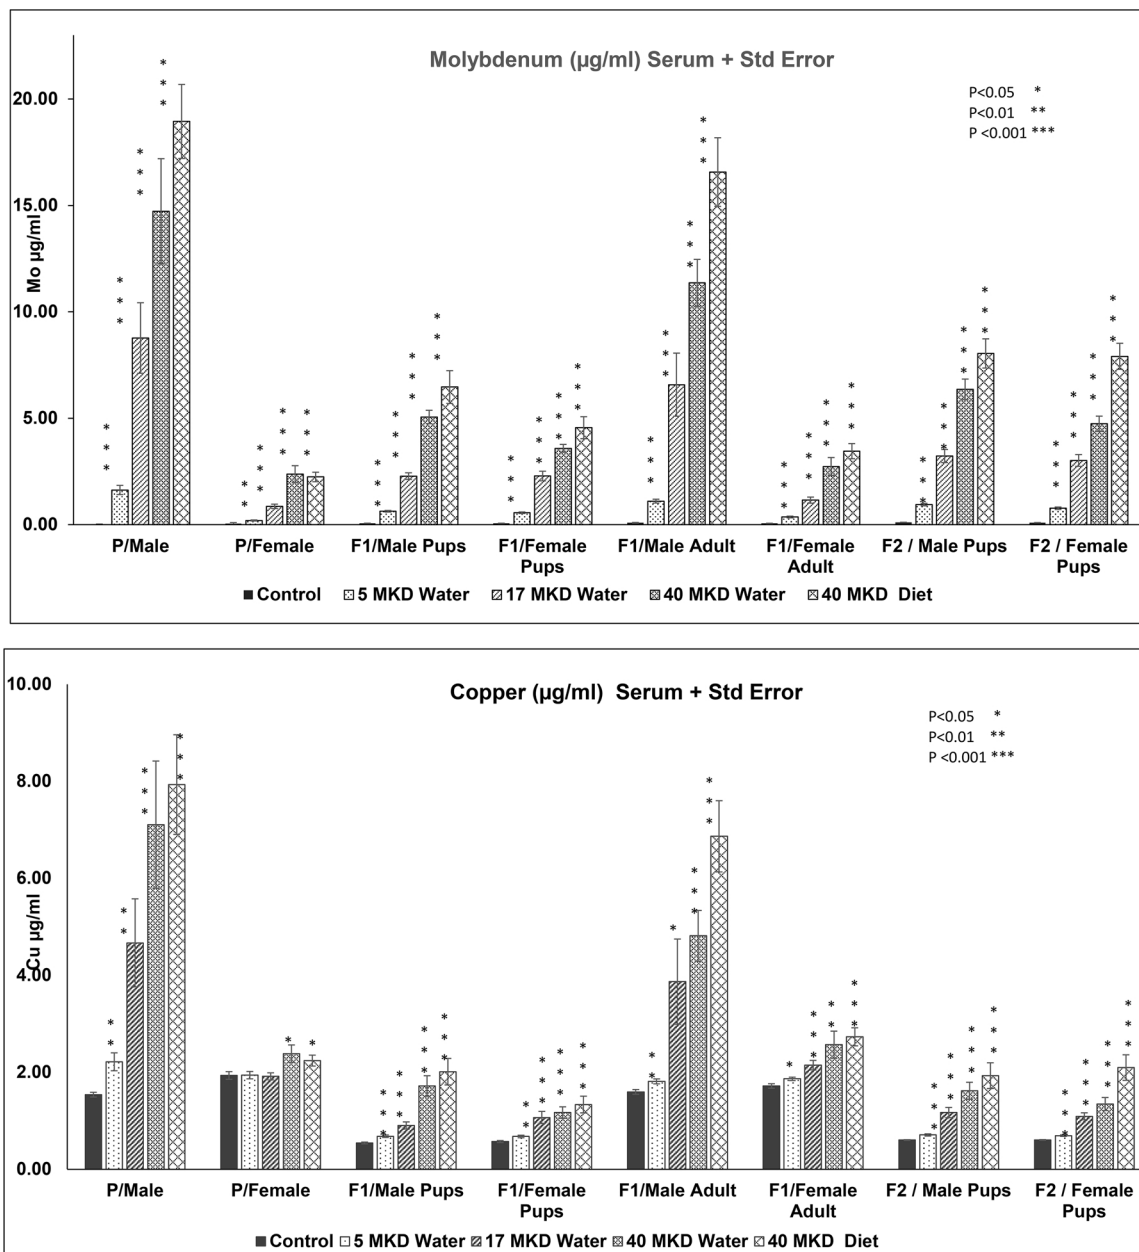 Molybdenum (µg/ml) Serum + Std Error
P<0.05 *
P<0.01 **
P <0.001 ***
Mo µg/ml
20.00
15.00
10.00
5.00
0.00
P/Male P/Female F1/Male Pups F1/Female Pups F1/Male Adult F1/Female Adult F2 / Male Pups F2 / Female Pups
Control 5 MKD Water 17 MKD Water 40 MKD Water 40 MKD Diet
Copper (µg/ml) Serum + Std Error
P<0.05 *
P<0.01 **
P <0.001 ***
Cu µg/ml
10.00
8.00
6.00
4.00
2.00
0.00
P/Male P/Female F1/Male Pups F1/Female Pups F1/Male Adult F1/Female Adult F2 / Male Pups F2 / Female Pups
Control 5 MKD Water 17 MKD Water 40 MKD Water 40 MKD Diet